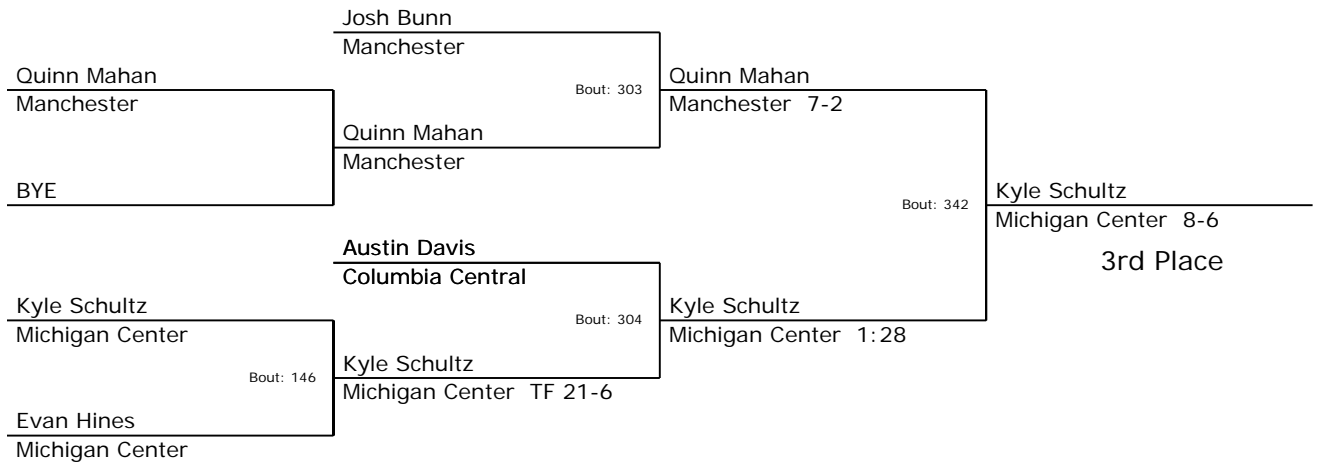 Josh Bunn
Manchester
Quinn Mahan
Manchester
Bout: 303
Quinn Mahan
Manchester 7-2
Quinn Mahan
Manchester
BYE
Bout: 342
Kyle Schultz
Michigan Center 8-6
3rd Place
Austin Davis
Columbia Central
Kyle Schultz
Michigan Center
Bout: 304
Kyle Schultz
Michigan Center 1:28
Bout: 146
Kyle Schultz
Michigan Center TF 21-6
Evan Hines
Michigan Center